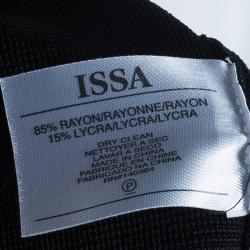 ISSA
85% RAYON/RAYONNE/RAYON
15% LYCRA/LYCRA/LYCRA
DRY CLEAN
NETTOYER A SEC
LAVAR A SECO
MADE IN CHINA
FABRIQUE EN CHINE
FABRICADO NA CHINA
RN#140364
P